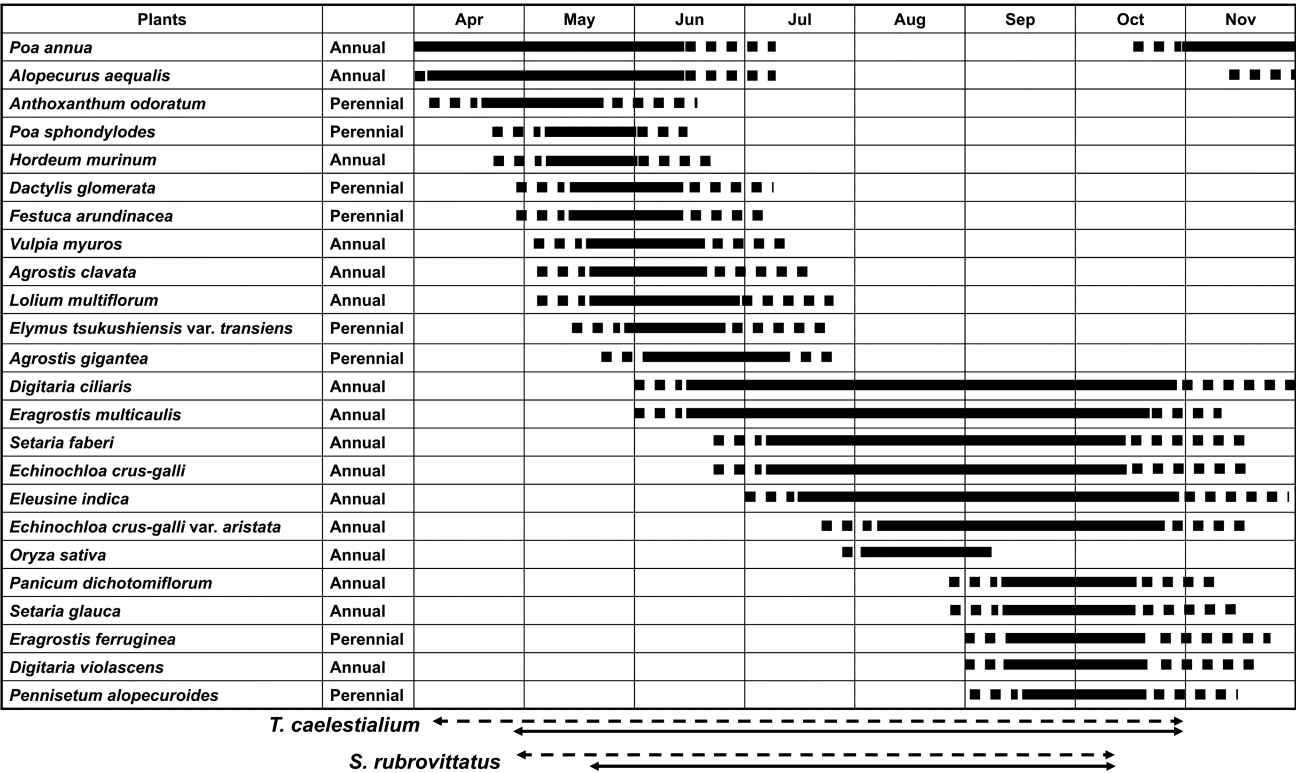 Plants Apr May Jun Jul Aug Sep Oct Nov
Poa annua Annual
Alopecurus aequalis Annual
Anthoxanthum odoratum Perennial
Poa sphondylodes Perennial
Hordeum murinum Annual
Dactylis glomerata Perennial
Festuca arundinacea Perennial
Vulpia myuros Annual
Agrostis clavata Annual
Lolium multiflorum Annual
Elymus tsukushiensis var. transiens Perennial
Agrostis gigantea Perennial
Digitaria ciliaris Annual
Eragrostis multicaulis Annual
Setaria faberi Annual
Echinochloa crus-galli Annual
Eleusine indica Annual
Echinochloa crus-galli var. aristata Annual
Oryza sativa Annual
Panicum dichotomiflorum Annual
Setaria glauca Annual
Eragrostis ferruginea Perennial
Digitaria violascens Annual
Pennisetum alopecuroides Perennial
T. caelestialium
S. rubrovittatus